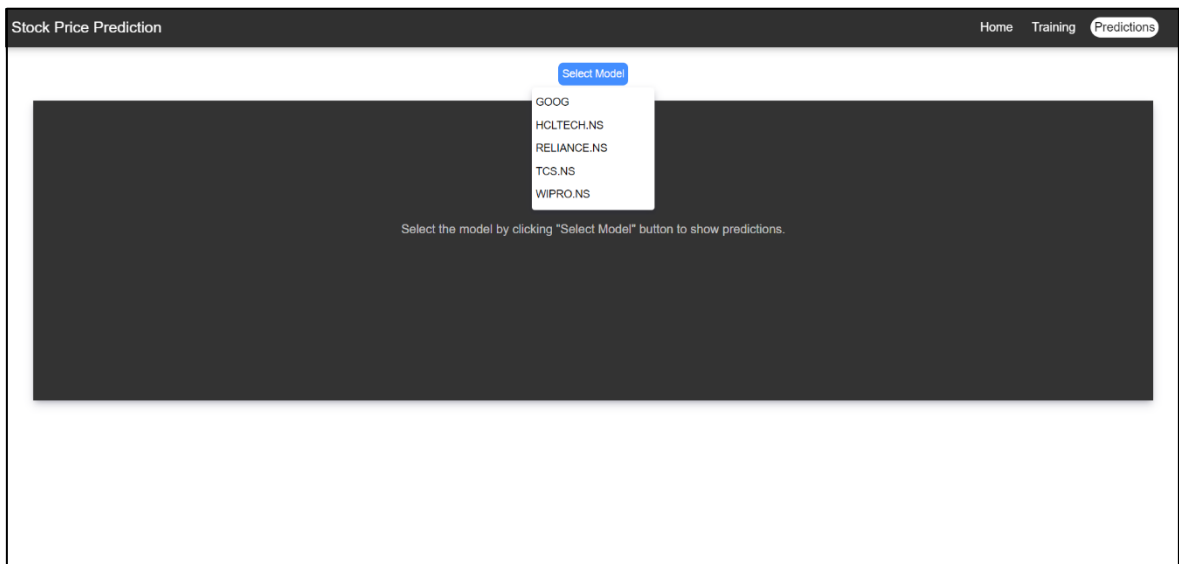 Stock Price Prediction
Home Training Predictions
Select Model
GOOG
HCLTECH.NS
RELIANCE.NS
TCS.NS
WIPRO.NS
Select the model by clicking "Select Model" button to show predictions.